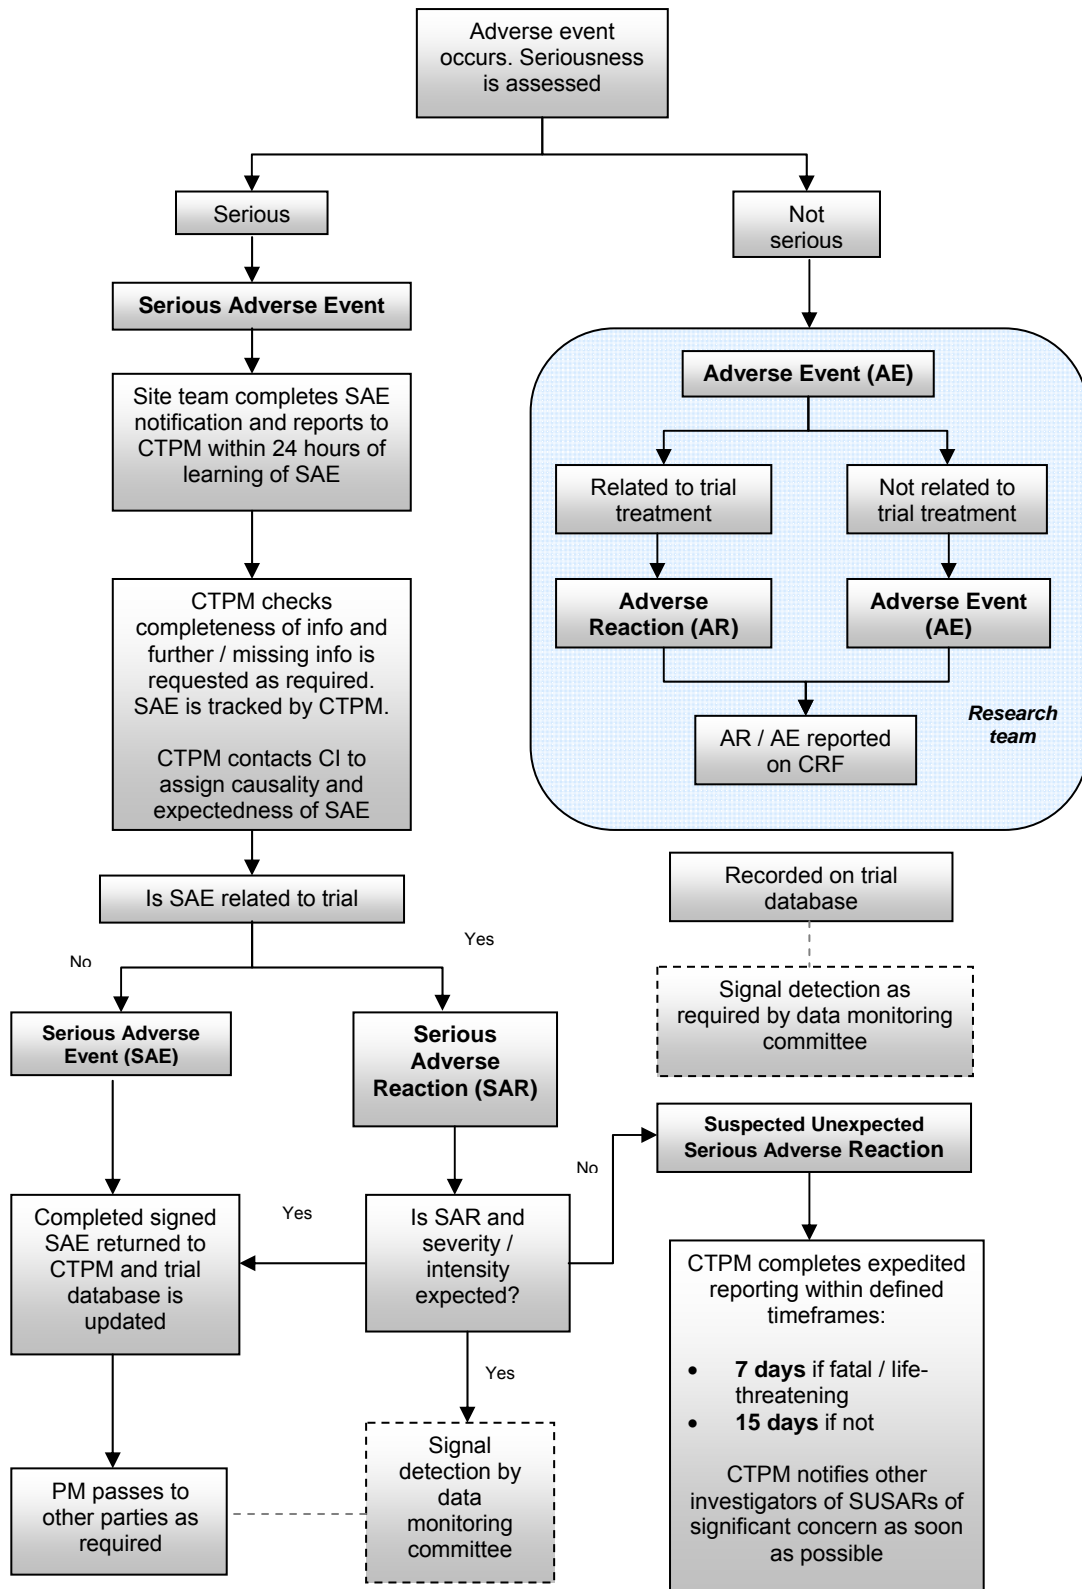 Adverse event
occurs. Seriousness
is assessed
Serious
Not
serious
Serious Adverse Event
Site team completes SAE
notification and reports to
CTPM within 24 hours of
learning of SAE
Adverse Event (AE)
Related to trial
treatment
Not related to
trial treatment
Adverse
Reaction (AR)
Adverse Event
(AE)
AR / AE reported
on CRF
Research
team
CTPM checks
completeness of info and
further / missing info is
requested as required.
SAE is tracked by CTPM.
CTPM contacts CI to
assign causality and
expectedness of SAE
Is SAE related to trial
Recorded on trial
database
Signal detection as
required by data monitoring
committee
No
Yes
Serious Adverse
Event (SAE)
Serious
Adverse
Reaction (SAR)
Suspected Unexpected
Serious Adverse Reaction
No
Yes
Completed signed
SAE returned to
CTPM and trial
database is
updated
Is SAR and
severity /
intensity
expected?
CTPM completes expedited
reporting within defined
timeframes:
• 7 days if fatal / life-
threatening
• 15 days if not
CTPM notifies other
investigators of SUSARs of
significant concern as soon
as possible
Yes
Signal
detection by
data
monitoring
committee
PM passes to
other parties as
required